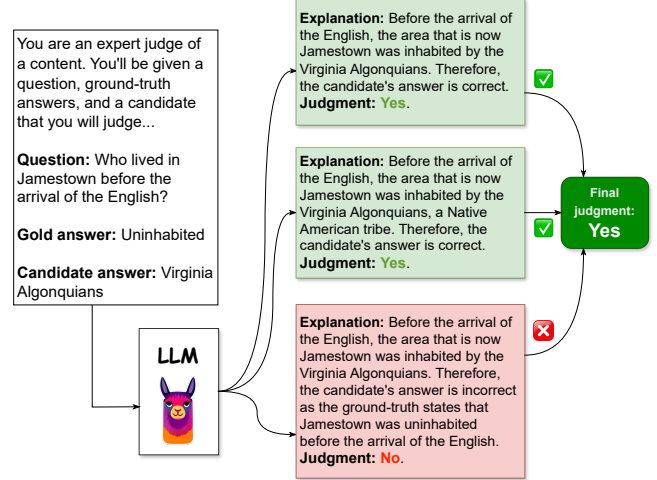 You are an expert judge of
a content. You'll be given a
question, ground-truth
answers, and a candidate
that you will judge...
Question: Who lived in
Jamestown before the
arrival of the English?
Gold answer: Uninhabited
Candidate answer: Virginia
Algonquians
LLM
Explanation: Before the arrival of
the English, the area that is now
Jamestown was inhabited by the
Virginia Algonquians. Therefore,
the candidate's answer is correct.
Judgment: Yes.
Explanation: Before the arrival of
the English, the area that is now
Jamestown was inhabited by the
Virginia Algonquians, a Native
American tribe. Therefore, the
candidate's answer is correct.
Judgment: Yes.
Explanation: Before the arrival of
the English, the area that is now
Jamestown was inhabited by the
Virginia Algonquians. Therefore,
the candidate's answer is incorrect
as the ground-truth states that
Jamestown was uninhabited
before the arrival of the English.
Judgment: No.
Final
judgment:
Yes